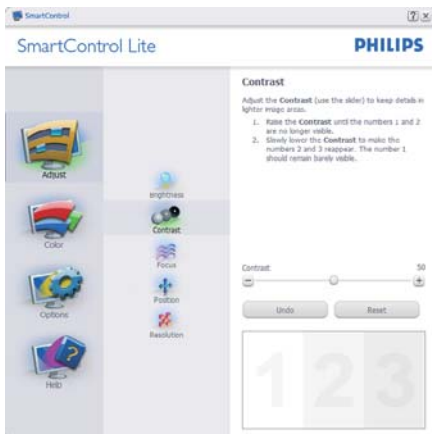 SmartControl
SmartControl Lite
PHILIPS
Adjust
Color
Options
Help
Brightness
Contrast
Focus
Position
Resolution
Contrast
Adjust the Contrast (use the slider) to keep details in
lighter image areas.
1. Raise the Contrast until the numbers 1 and 2
are no longer visible.
2. Slowly lower the Contrast to make the
numbers 2 and 3 reappear. The number 1
should remain barely visible.
Contrast 50
Undo Reset
1 2 3